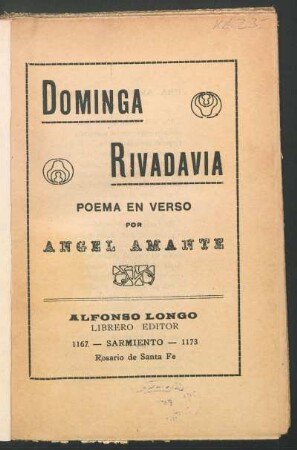 DOMINGA
RIVADAVIA
POEMA EN VERSO
POR
ANGEL AMANTE
ALFONSO LONGO
LIBRERO EDITOR
1167 — SARMIENTO — 1173
Rosario de Santa Fe